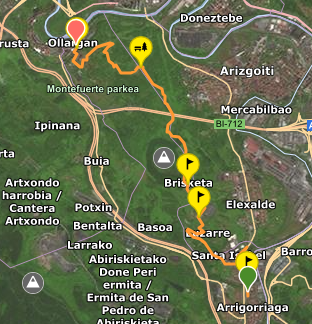 Doneztebe
rusta
Ollargan
Arizgoiti
Montefuerte parkea
Mercabilbao
BI-712
A
Ipinana
rta
Buia
Artxondo
harrobia /
Cantera
Artxondo
Brisketa
Potxin
Elexalde
Bentalta
Basoa
Lazarre
Larrako
Santa Isabel
Barro
Abiriskietako
Done Peri
ermita /
Ermita de San
Pedro de
Abiriskieta
Arrigorriaga